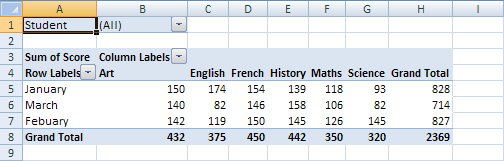 A B C D E F G H I
1 Student (All)
2
3 Sum of Score Column Labels
4 Row Labels Art English French History Maths Science Grand Total
5 January 150 174 154 139 118 93 828
6 March 140 82 146 158 106 82 714
7 Febuary 142 119 150 145 126 145 827
8 Grand Total 432 375 450 442 350 320 2369
9